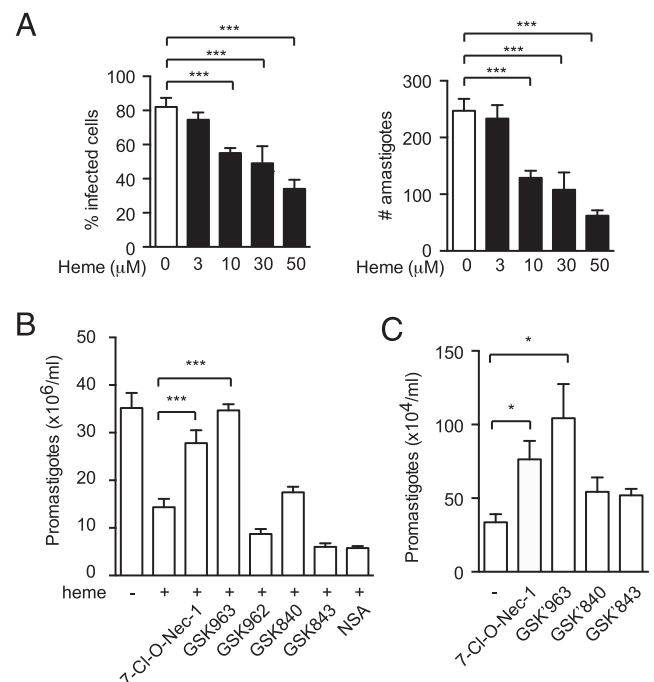 A
*** ***
*** ***
*** ***
100 300
80
60 200
40 100
20
0 0
% infected cells # amastigotes
Heme (μM) 0 3 10 30 50 Heme (μM) 0 3 10 30 50
B C
50 150
40 100
30
20 50
10
0 0
*** *
*** *
Promastigotes (x10⁶/ml) Promastigotes (x10⁴/ml)
heme - + + + + + + +
7-Cl-O-Nec-1
GSK963
GSK962
GSK840
GSK843
NSA
-
7-Cl-O-Nec-1
GSK'963
GSK'840
GSK'843